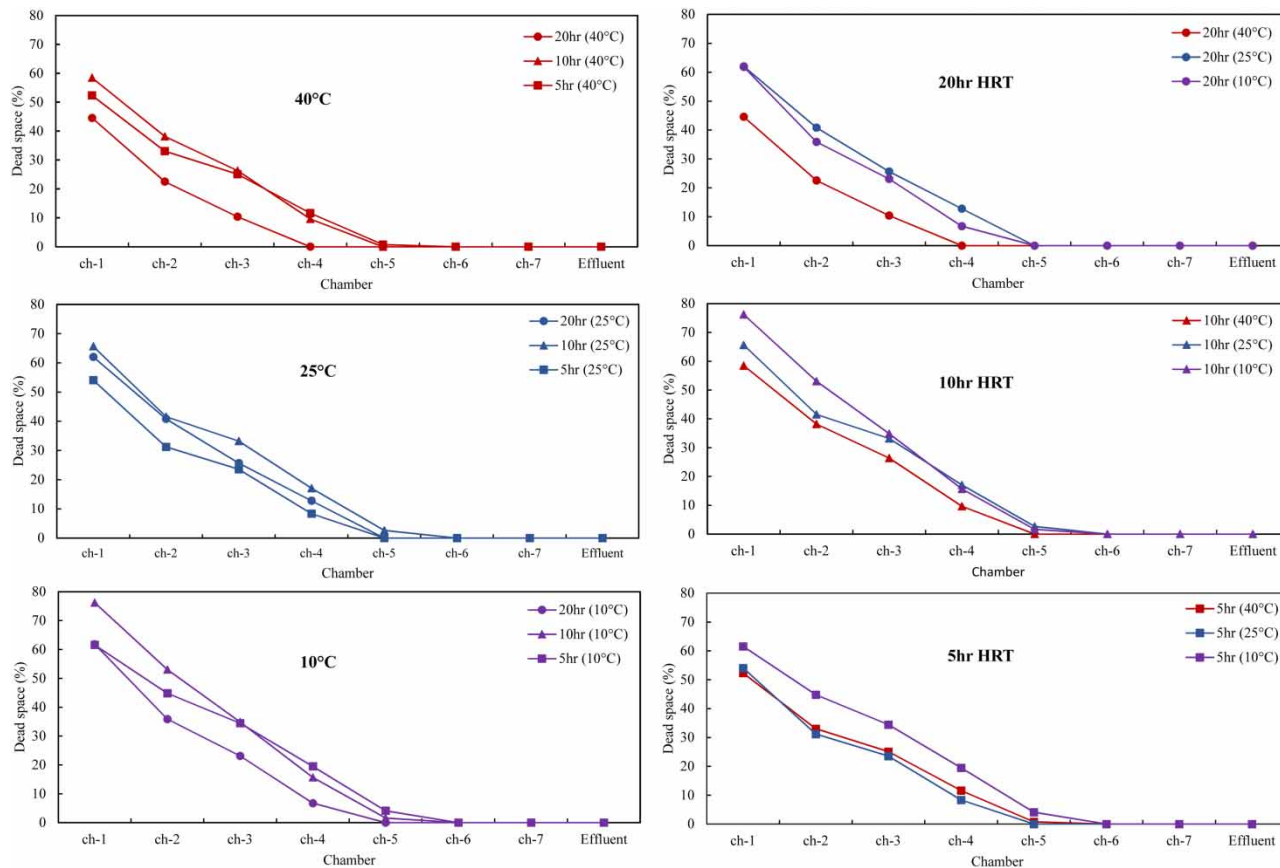 80
70
60
50
40
30
20
10
0
Dead space (%)
40°C
20hr (40°C)
10hr (40°C)
5hr (40°C)
ch-1 ch-2 ch-3 ch-4 ch-5 ch-6 ch-7 Effluent
Chamber
80
70
60
50
40
30
20
10
0
Dead space (%)
20hr HRT
20hr (40°C)
20hr (25°C)
20hr (10°C)
ch-1 ch-2 ch-3 ch-4 ch-5 ch-6 ch-7 Effluent
Chamber
80
70
60
50
40
30
20
10
0
Dead space (%)
25°C
20hr (25°C)
10hr (25°C)
5hr (25°C)
ch-1 ch-2 ch-3 ch-4 ch-5 ch-6 ch-7 Effluent
Chamber
80
70
60
50
40
30
20
10
0
Dead space (%)
10hr HRT
10hr (40°C)
10hr (25°C)
10hr (10°C)
ch-1 ch-2 ch-3 ch-4 ch-5 ch-6 ch-7 Effluent
Chamber
80
70
60
50
40
30
20
10
0
Dead space (%)
10°C
20hr (10°C)
10hr (10°C)
5hr (10°C)
ch-1 ch-2 ch-3 ch-4 ch-5 ch-6 ch-7 Effluent
Chamber
80
70
60
50
40
30
20
10
0
Dead space (%)
5hr HRT
5hr (40°C)
5hr (25°C)
5hr (10°C)
ch-1 ch-2 ch-3 ch-4 ch-5 ch-6 ch-7 Effluent
Chamber